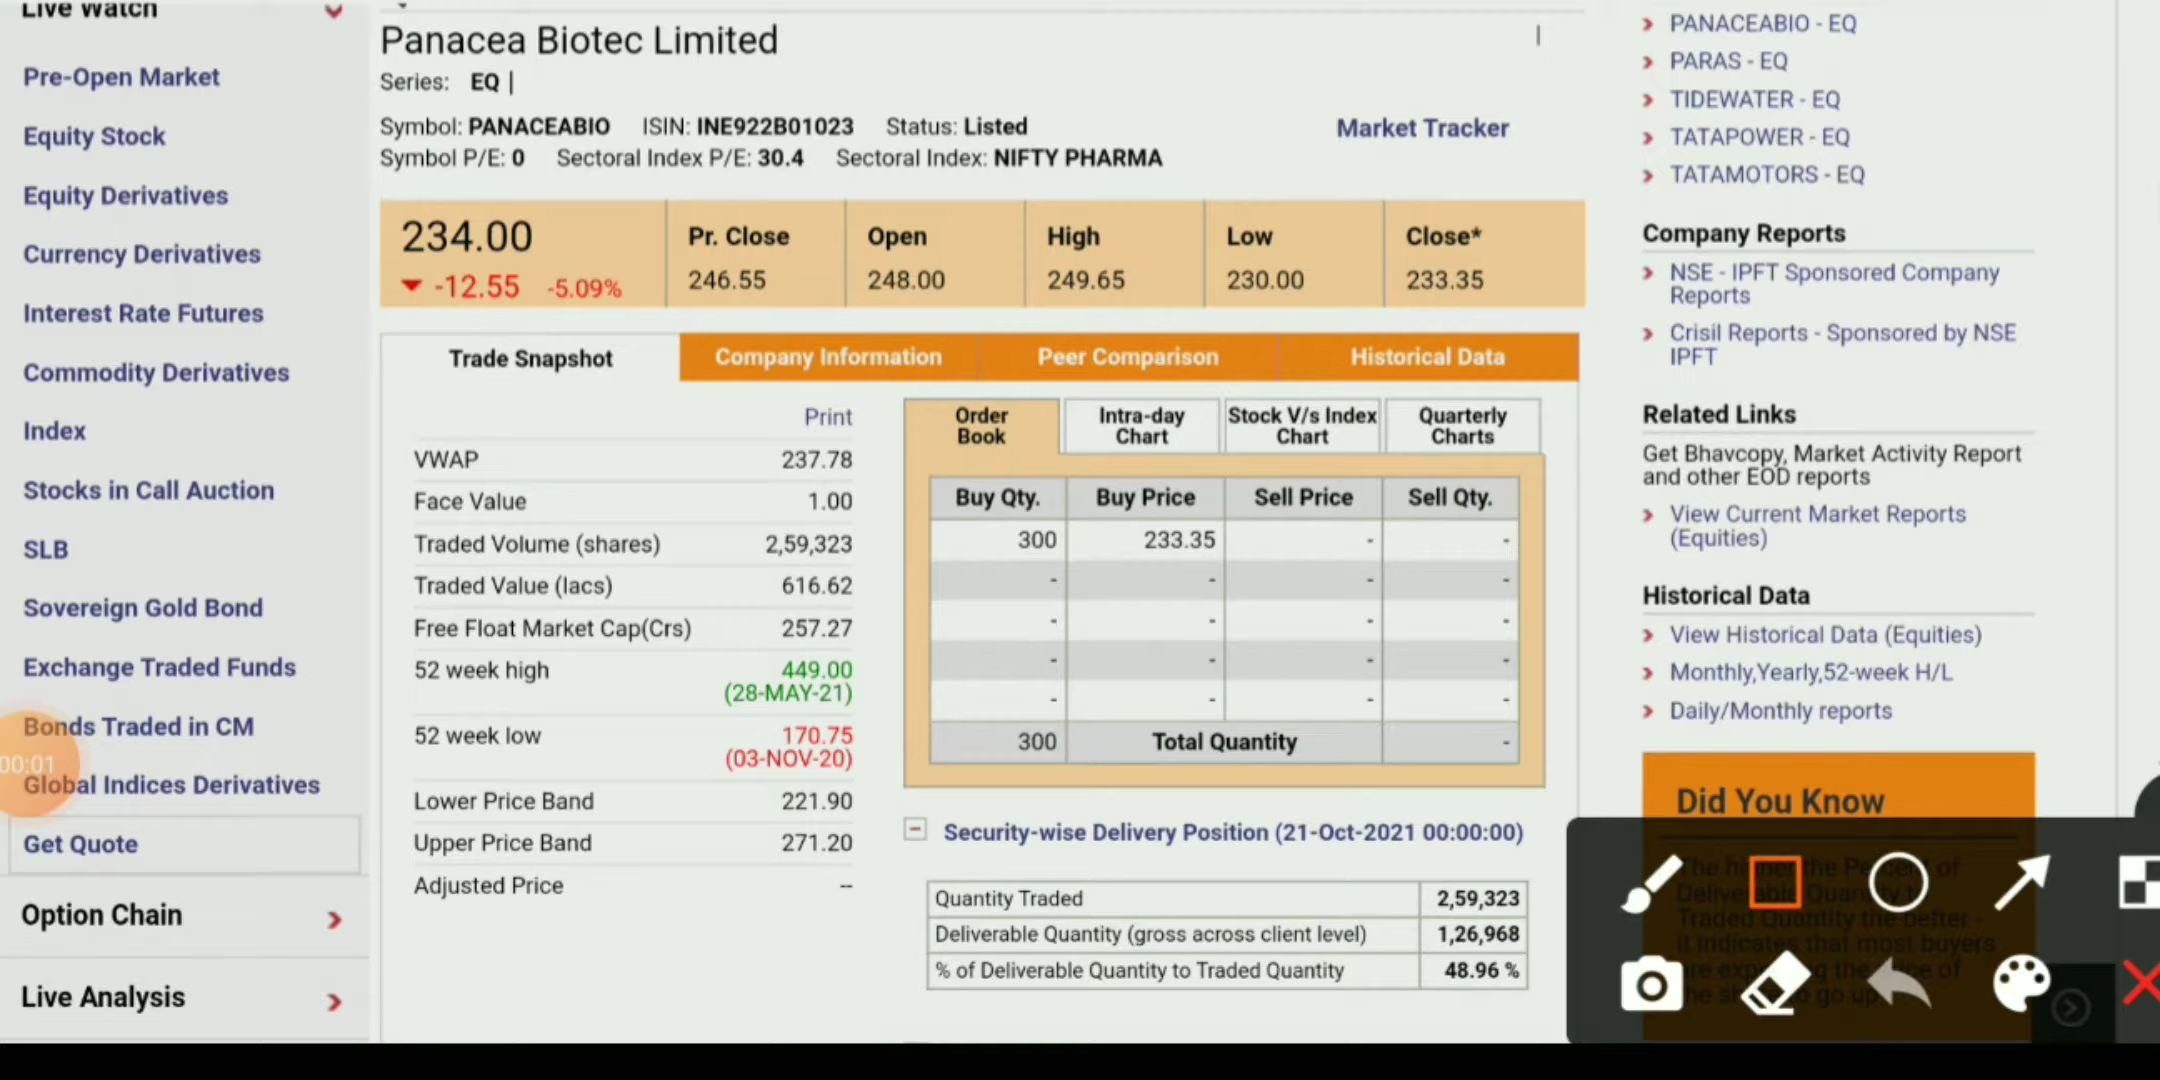 Live Watch
Pre-Open Market
Equity Stock
Equity Derivatives
Currency Derivatives
Interest Rate Futures
Commodity Derivatives
Index
Stocks in Call Auction
SLB
Sovereign Gold Bond
Exchange Traded Funds
Bonds Traded in CM
00:01
Global Indices Derivatives
Get Quote
Option Chain
Live Analysis
Panacea Biotec Limited
Series: EQ |
Symbol: PANACEABIO ISIN: INE922B01023 Status: Listed
Market Tracker
Symbol P/E: 0 Sectoral Index P/E: 30.4 Sectoral Index: NIFTY PHARMA
234.00 Pr. Close Open High Low Close*
-12.55 -5.09% 246.55 248.00 249.65 230.00 233.35
Trade Snapshot Company Information Peer Comparison Historical Data
Print
VWAP 237.78
Face Value 1.00
Traded Volume (shares) 2,59,323
Traded Value (lacs) 616.62
Free Float Market Cap(Crs) 257.27
52 week high 449.00
(28-MAY-21)
52 week low 170.75
(03-NOV-20)
Lower Price Band 221.90
Upper Price Band 271.20
Adjusted Price --
Order Book Intra-day Chart Stock V/s Index Chart Quarterly Charts
Buy Qty. Buy Price Sell Price Sell Qty.
300 233.35 - -
- - - -
- - - -
- - - -
- - - -
300 Total Quantity -
Security-wise Delivery Position (21-Oct-2021 00:00:00)
Quantity Traded 2,59,323
Deliverable Quantity (gross across client level) 1,26,968
% of Deliverable Quantity to Traded Quantity 48.96 %
PANACEABIO - EQ
PARAS - EQ
TIDEWATER - EQ
TATAPOWER - EQ
TATAMOTORS - EQ
Company Reports
NSE - IPFT Sponsored Company
Reports
Crisil Reports - Sponsored by NSE
IPFT
Related Links
Get Bhavcopy, Market Activity Report
and other EOD reports
View Current Market Reports
(Equities)
Historical Data
View Historical Data (Equities)
Monthly,Yearly,52-week H/L
Daily/Monthly reports
Did You Know
Traded Quantity the better -
it indicates that most buyers